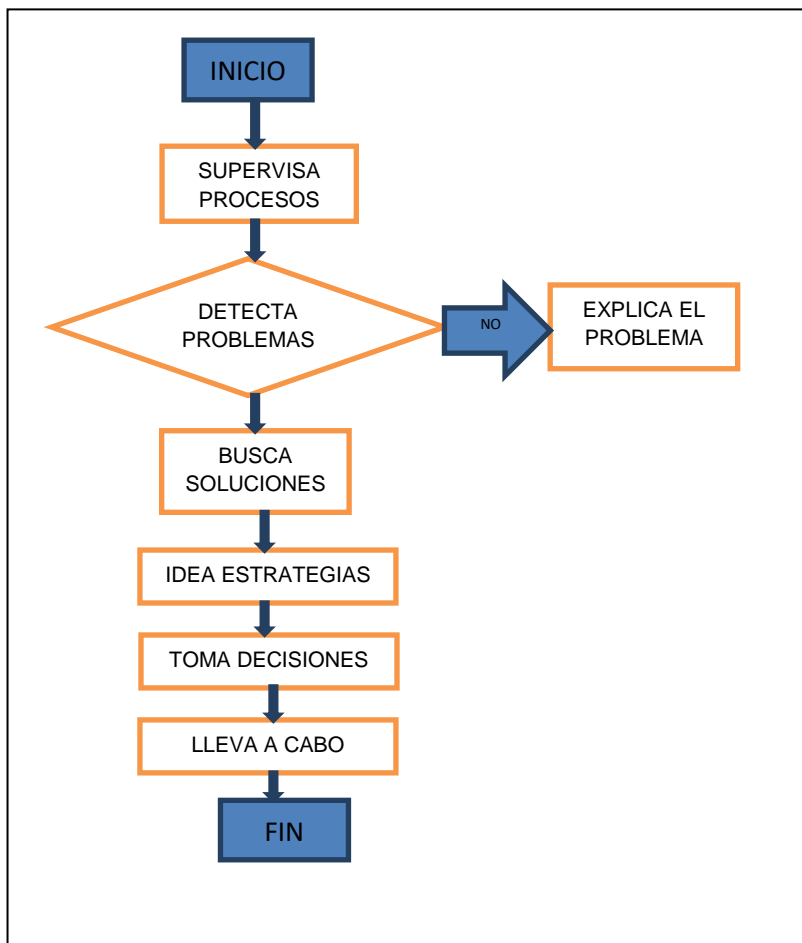 INICIO
SUPERVISA
PROCESOS
DETECTA
PROBLEMAS
NO
EXPLICA EL
PROBLEMA
BUSCA
SOLUCIONES
IDEA ESTRATEGIAS
TOMA DECISIONES
LLEVA A CABO
FIN